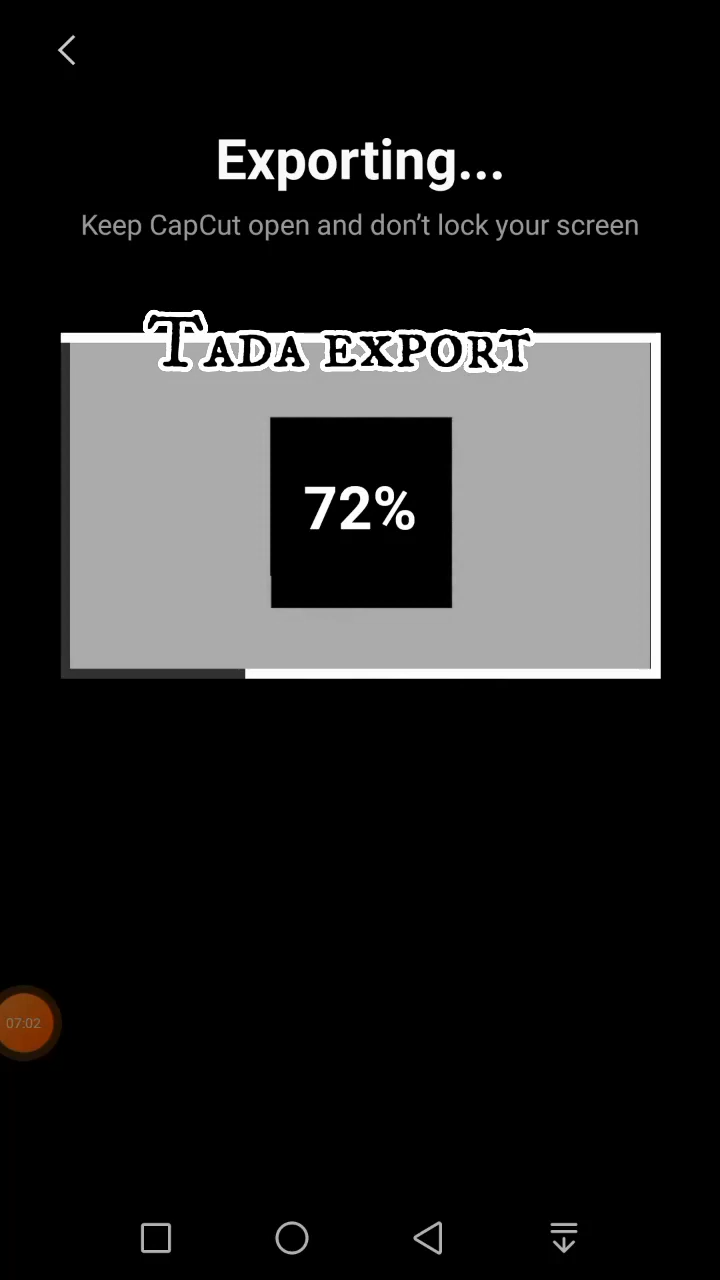 Exporting...
Keep CapCut open and don't lock your screen
Tada export
72%
07:02